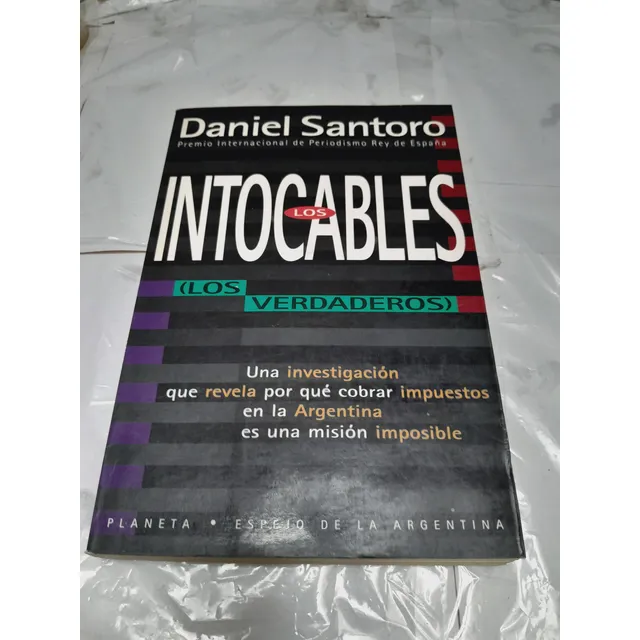 Daniel Santoro
Premio Internacional de Periodismo Rey de España
LOS
INTOCABLES
(LOS
VERDADEROS)
Una investigación
que revela por qué cobrar impuestos
en la Argentina
es una misión imposible
PLANETA • ESPEJO DE LA ARGENTINA